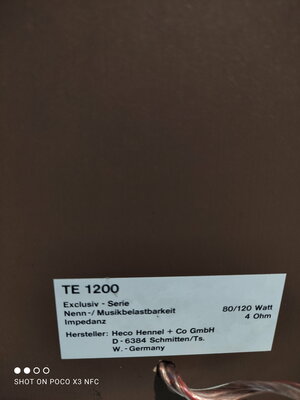 TE 1200
Exclusiv - Serie
Nenn-/ Musikbelastbarkeit 80/120 Watt
Impedanz 4 Ohm
Hersteller: Heco Hennel + Co GmbH
D - 6384 Schmitten/Ts.
W. - Germany
SHOT ON POCO X3 NFC